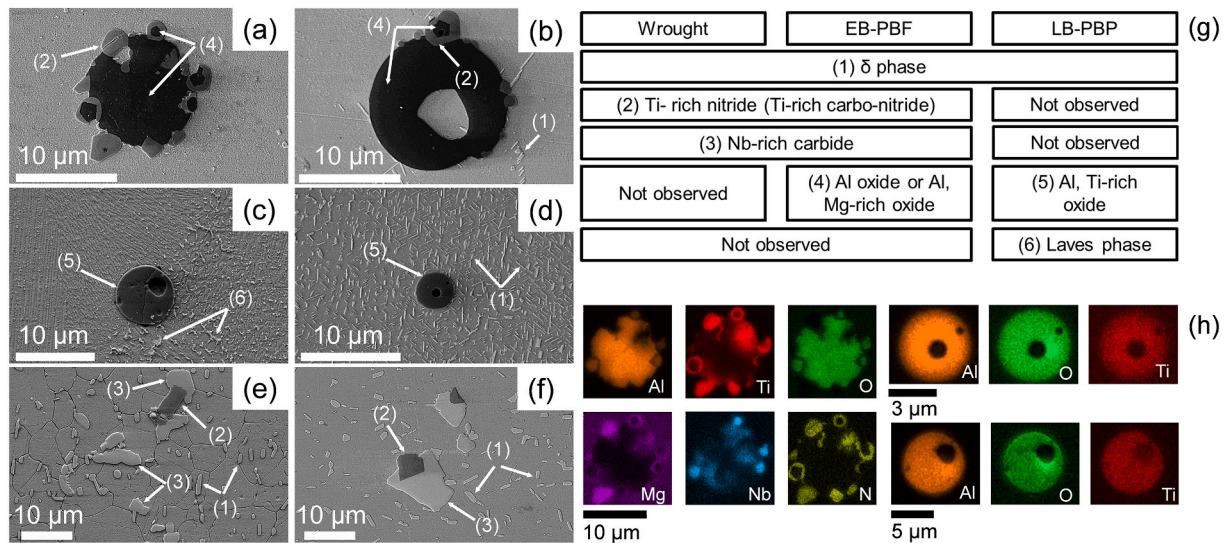 (a)
(2)
(4)
10 µm
(b)
(4)
(2)
(1)
10 µm
(c)
(5)
(6)
10 µm
(d)
(5)
(1)
10 µm
(e)
(3)
(2)
(3)
(1)
10 µm
(f)
(2)
(1)
(3)
10 µm
(g)
Wrought
EB-PBF
LB-PBP
(1) δ phase
(2) Ti- rich nitride (Ti-rich carbo-nitride)
Not observed
(3) Nb-rich carbide
Not observed
Not observed
(4) Al oxide or Al,
Mg-rich oxide
(5) Al, Ti-rich
oxide
Not observed
(6) Laves phase
(h)
Al
Ti
O
Al
O
Ti
3 µm
Mg
Nb
N
Al
O
Ti
10 µm
5 µm